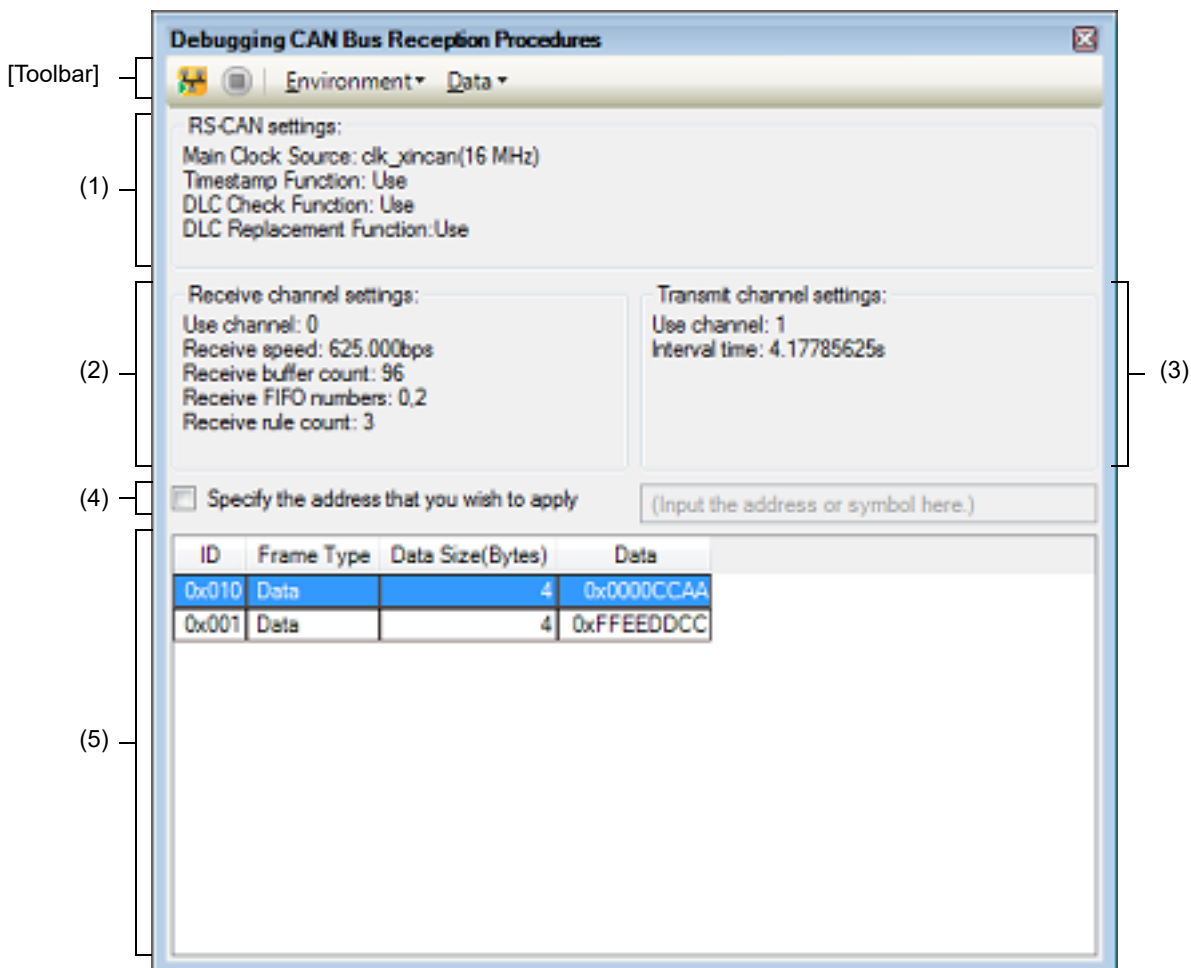 Debugging CAN Bus Reception Procedures
[Toolbar]
Environment Data
(1)
RS-CAN settings:
Main Clock Source: clk_xincan(16 MHz)
Timestamp Function: Use
DLC Check Function: Use
DLC Replacement Function:Use
(2)
Receive channel settings:
Use channel: 0
Receive speed: 625.000bps
Receive buffer count: 96
Receive FIFO numbers: 0,2
Receive rule count: 3
Transmit channel settings:
Use channel: 1
Interval time: 4.17785625s
(3)
(4)
Specify the address that you wish to apply
(Input the address or symbol here.)
(5)
ID Frame Type Data Size(Bytes) Data
0x010 Data 4 0x0000CCAA
0x001 Data 4 0xFFEEDDCC